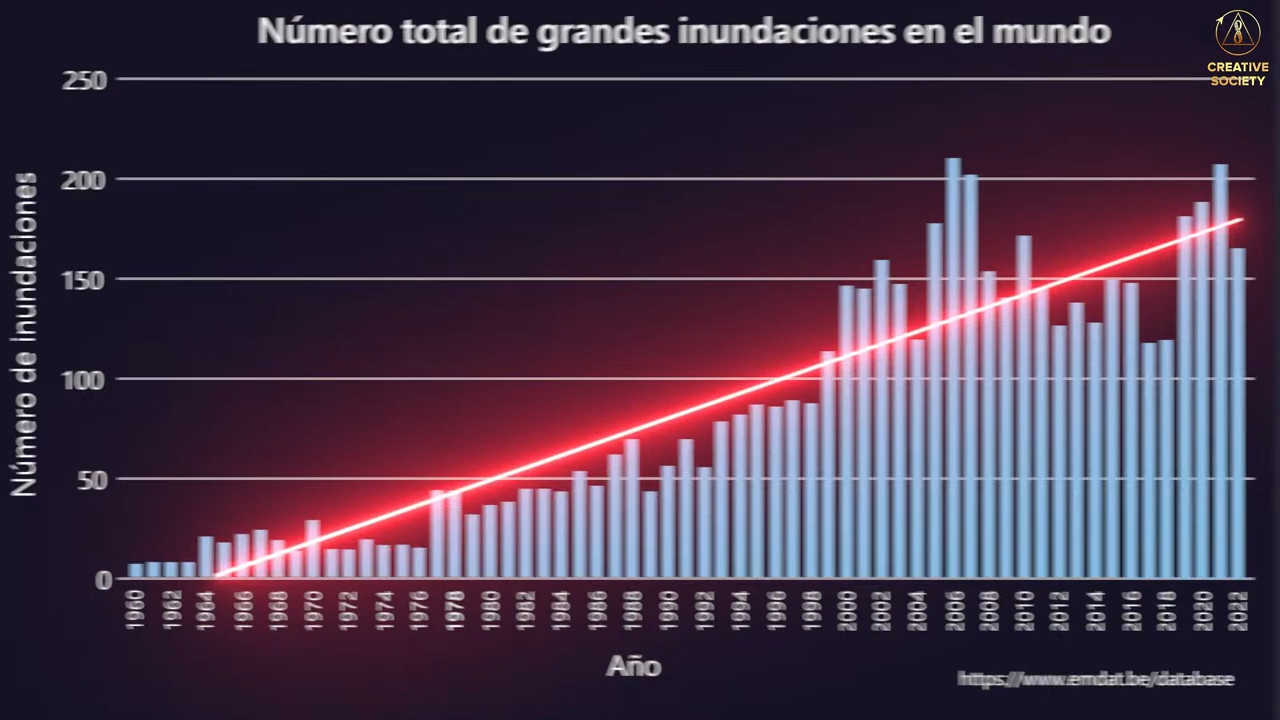 Número total de grandes inundaciones en el mundo
CREATIVE
SOCIETY
Número de inundaciones
250
200
150
100
50
0
1960 1962 1964 1966 1968 1970 1972 1974 1976 1978 1980 1982 1984 1986 1988 1990 1992 1994 1996 1998 2000 2002 2004 2006 2008 2010 2012 2014 2016 2018 2020 2022
Año
https://www.emdat.be/database